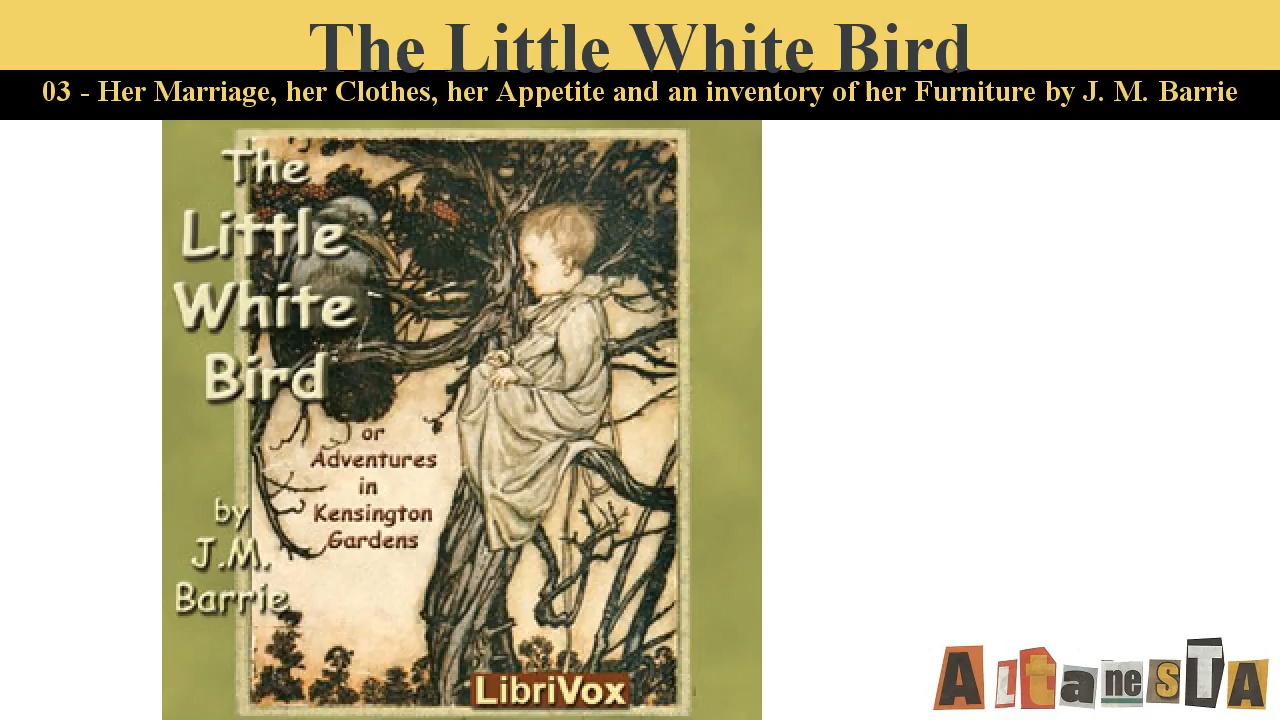 The Little White Bird
03 - Her Marriage, her Clothes, her Appetite and an inventory of her Furniture by J. M. Barrie
The
Little
White
Bird
or
Adventures
in
Kensington
Gardens
by
J.M.
Barrie
LibriVox
AltanesTA